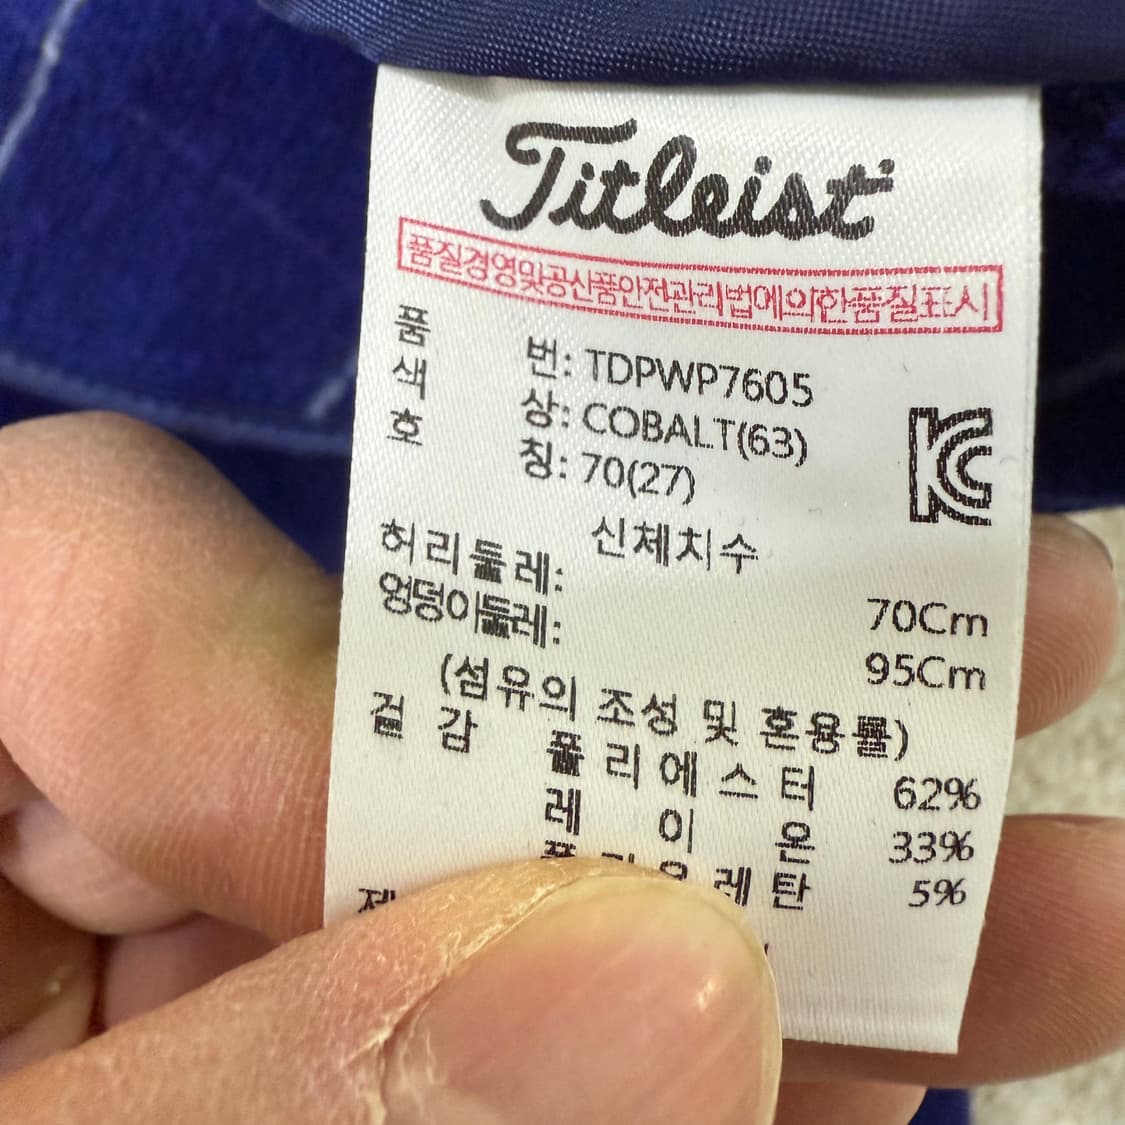 Titleist
품질경영및공산품안전관리법에의한품질표시
품 번: TDPWP7605
색 상: COBALT(63)
호 칭: 70(27)
KC
신체치수
허리둘레: 70Cm
엉덩이둘레: 95Cm
(섬유의 조성 및 혼용률)
겉 감 폴리에스터 62%
레 이 온 33%
폴리우레탄 5%